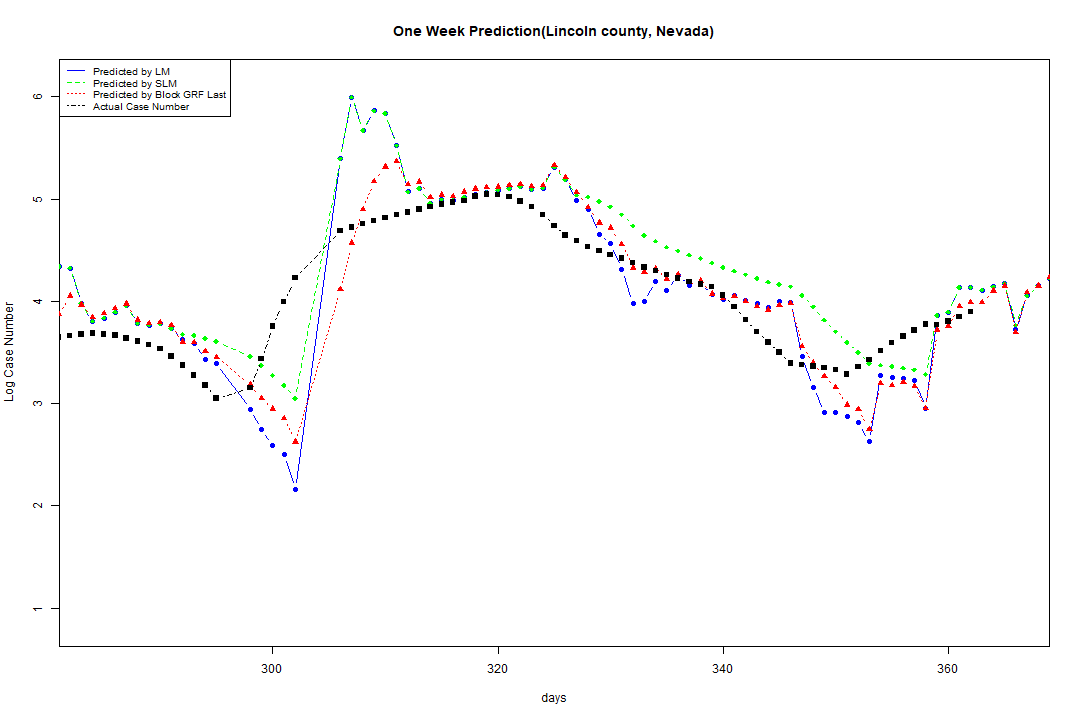 One Week Prediction(Lincoln county, Nevada)
Predicted by LM
Predicted by SLM
Predicted by Block GRF Last
Actual Case Number
Log Case Number
6
5
4
3
2
1
300 320 340 360
days